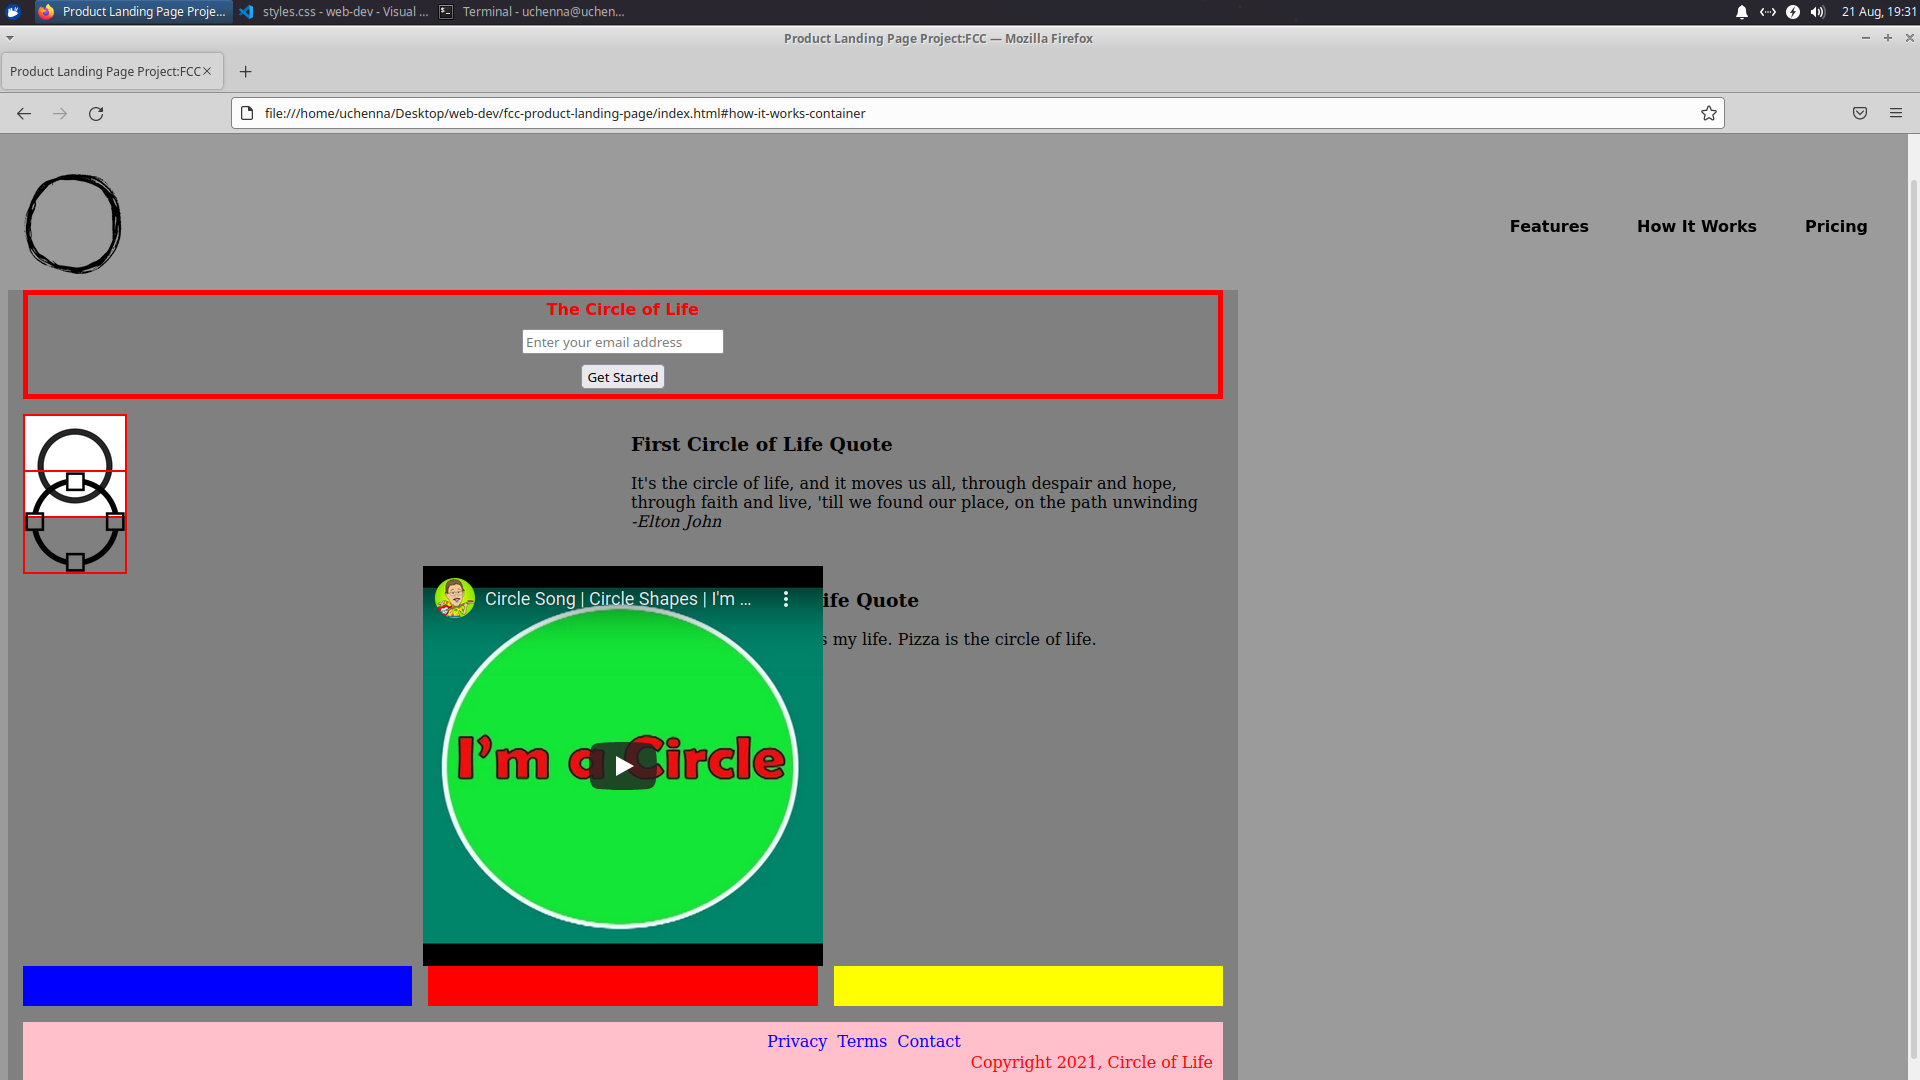 Product Landing Page Proje...
styles.css - web-dev - Visual ...
Terminal - uchenna@uchen...
21 Aug, 19:31
Product Landing Page Project:FCC — Mozilla Firefox
Product Landing Page Project:FCC
file:///home/uchenna/Desktop/web-dev/fcc-product-landing-page/index.html#how-it-works-container
Features
How It Works
Pricing
The Circle of Life
Enter your email address
Get Started
First Circle of Life Quote
It's the circle of life, and it moves us all, through despair and hope,
through faith and live, 'till we found our place, on the path unwinding
-Elton John
ife Quote
s my life. Pizza is the circle of life.
Circle Song | Circle Shapes | I'm ...
I'm a Circle
Privacy Terms Contact
Copyright 2021, Circle of Life